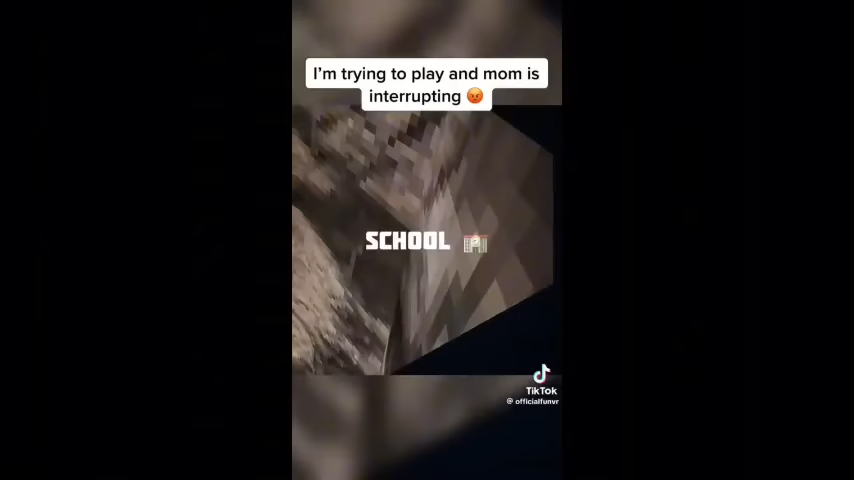 I'm trying to play and mom is
interrupting 😡
SCHOOL 🏫
TikTok
@officialfunvr